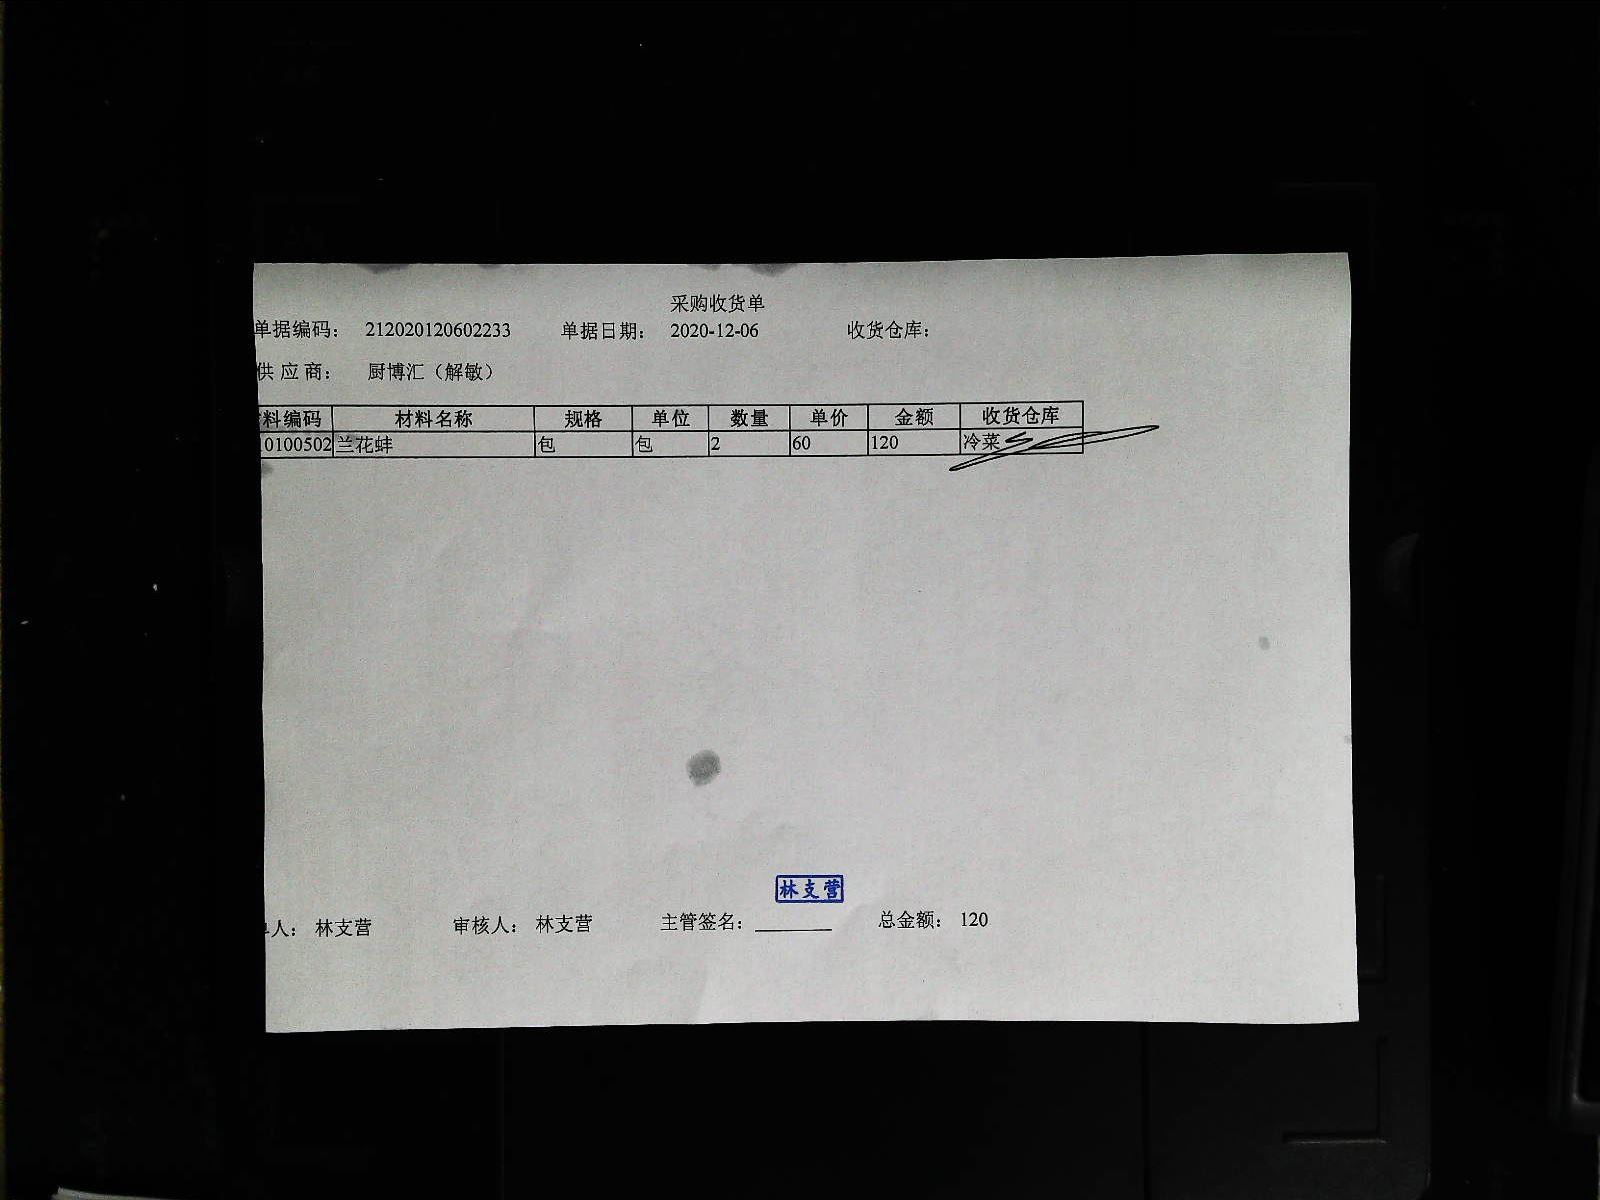 采购收货单
单据编码: 212020120602233 单据日期: 2020-12-06 收货仓库:
供应商: 厨博汇（解敏）
料编码 材料名称 规格 单位 数量 单价 金额 收货仓库
0100502 兰花蚌 包 包 2 60 120 冷菜
林支营
人: 林支营 审核人: 林支营 主管签名: 总金额: 120